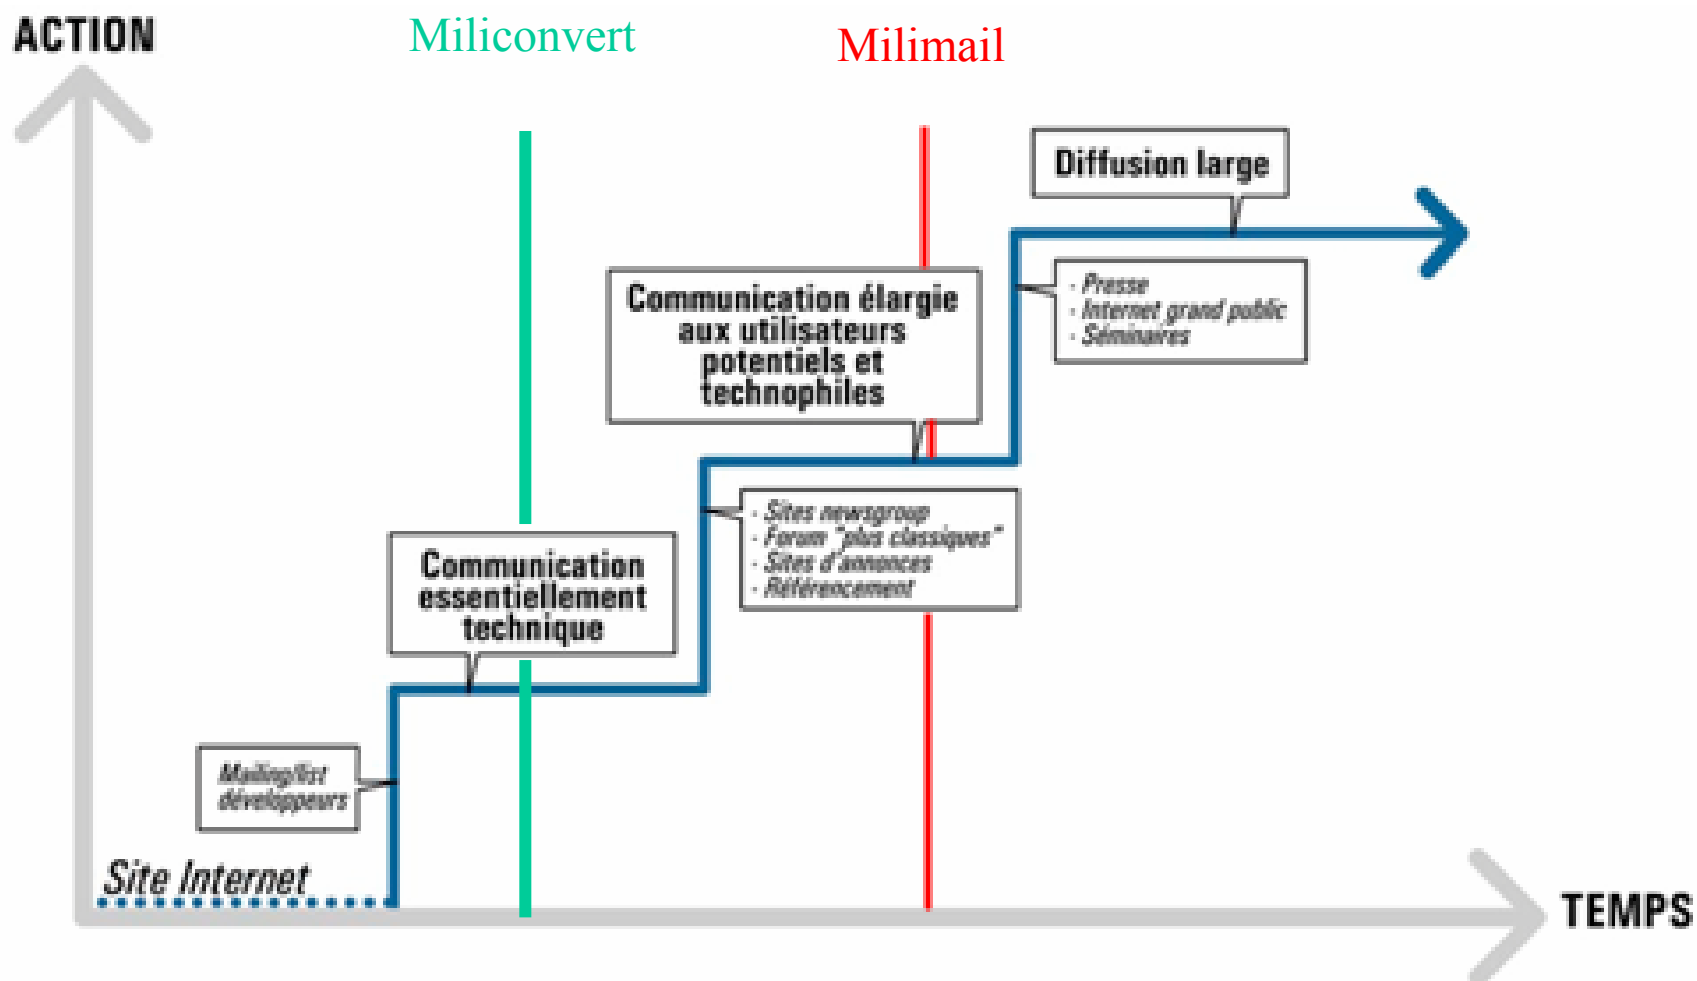 ACTION
Miliconvert
Milimail
Diffusion large
Communication élargie
aux utilisateurs
potentiels et
technophiles
- Presse
- Internet grand public
- Séminaires
Communication
essentiellement
technique
- Sites newsgroup
- Forum "plus classiques"
- Sites d'annonces
- Référencement
Mailing/list
développeurs
Site Internet
TEMPS